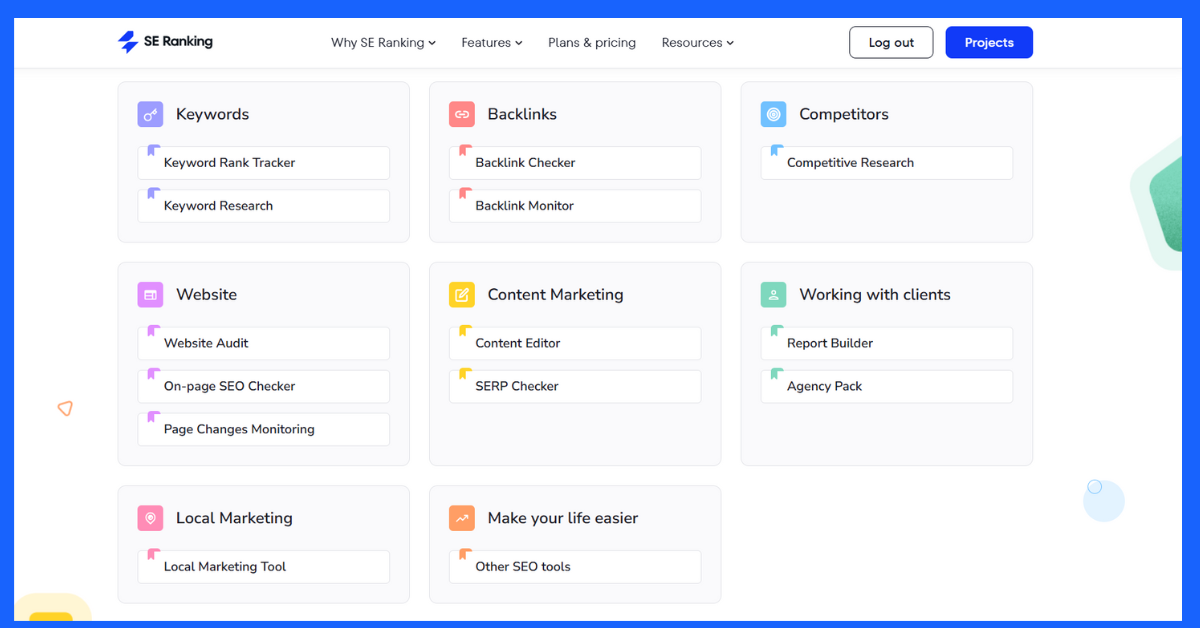 SE Ranking
Why SE Ranking
Features
Plans & pricing
Resources
Log out
Projects
Keywords
Keyword Rank Tracker
Keyword Research
Backlinks
Backlink Checker
Backlink Monitor
Competitors
Competitive Research
Website
Website Audit
On-page SEO Checker
Page Changes Monitoring
Content Marketing
Content Editor
SERP Checker
Working with clients
Report Builder
Agency Pack
Local Marketing
Local Marketing Tool
Make your life easier
Other SEO tools